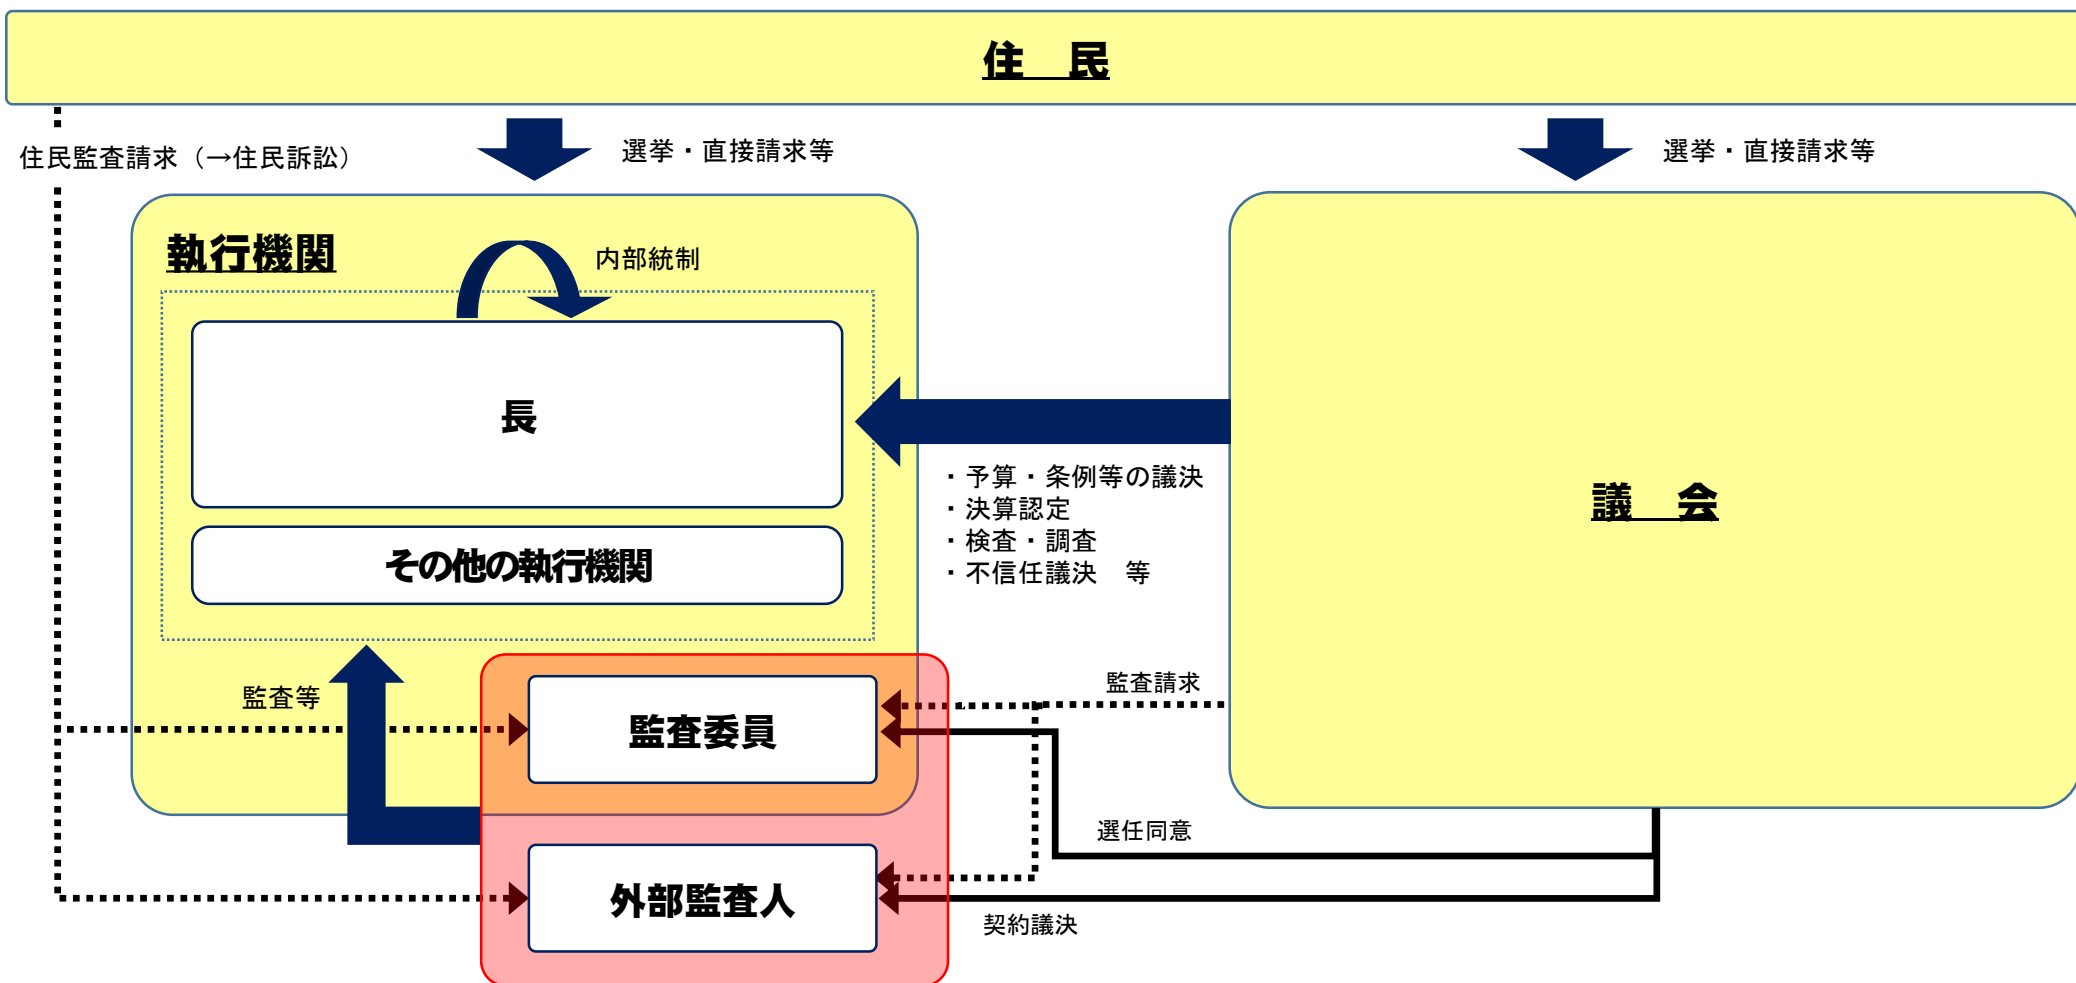 住　民
住民監査請求（→住民訴訟）
選挙・直接請求等
選挙・直接請求等
執行機関
内部統制
長
その他の執行機関
・予算・条例等の議決
・決算認定
・検査・調査
・不信任議決　等
議　会
監査等
監査請求
監査委員
選任同意
外部監査人
契約議決